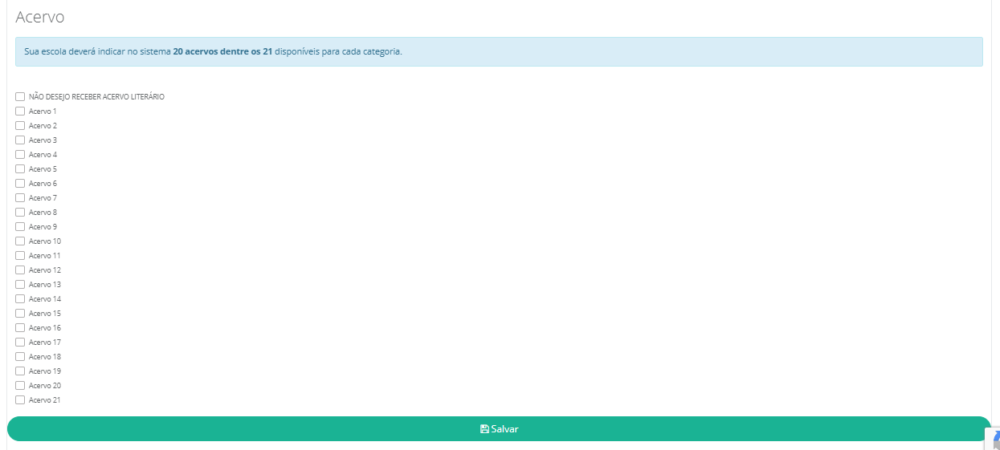 Acervo
Sua escola deverá indicar no sistema 20 acervos dentre os 21 disponíveis para cada categoria.
NÃO DESEJO RECEBER ACERVO LITERÁRIO
Acervo 1
Acervo 2
Acervo 3
Acervo 4
Acervo 5
Acervo 6
Acervo 7
Acervo 8
Acervo 9
Acervo 10
Acervo 11
Acervo 12
Acervo 13
Acervo 14
Acervo 15
Acervo 16
Acervo 17
Acervo 18
Acervo 19
Acervo 20
Acervo 21
Salvar